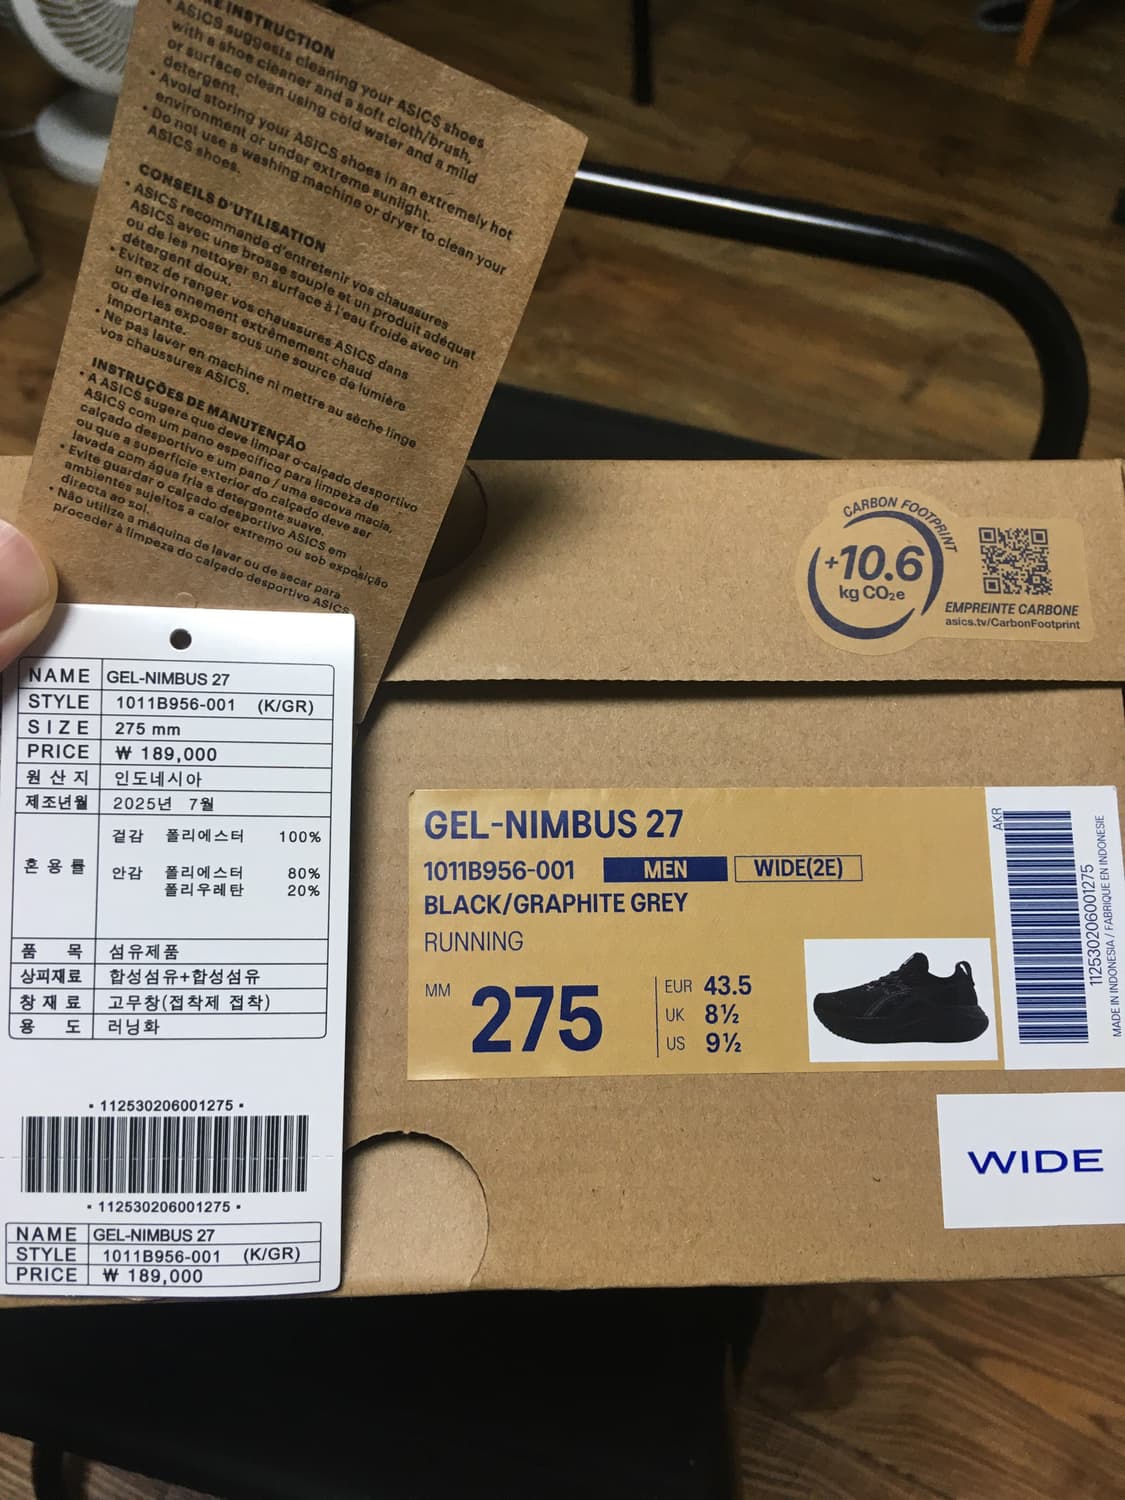 RE INSTRUCTION
• ASICS suggests cleaning your ASICS shoes
with a shoe cleaner and a soft cloth/brush,
or surface clean using cold water and a mild
detergent.
• Avoid storing your ASICS shoes in an extremely hot
environment or under extreme sunlight.
• Do not use a washing machine or dryer to clean your
ASICS shoes.
CONSEILS D'UTILISATION
• ASICS recommande d'entretenir vos chaussures
ASICS avec une brosse souple et un produit adéquat
ou de les nettoyer en surface à l'eau froide avec un
détergent doux.
• Evitez de ranger vos chaussures ASICS dans
un environnement extrêmement chaud
ou de les exposer sous une source de lumière
importante.
• Ne pas laver en machine ni mettre au sèche linge
vos chaussures ASICS.
INSTRUÇÕES DE MANUTENÇÃO
• A ASICS sugere que deve limpar o calçado desportivo
ASICS com um pano específico para limpeza de
calçado desportivo e um pano / uma escova macia,
ou que a superfície exterior do calçado deve ser
lavada com água fria e detergente suave.
• Evite guardar o calçado desportivo ASICS em
ambientes sujeitos a calor extremo ou sob exposição
directa ao sol.
• Não utilize a máquina de lavar ou de secar para
proceder à limpeza do calçado desportivo ASICS
NAME GEL-NIMBUS 27
STYLE 1011B956-001 (K/GR)
SIZE 275 mm
PRICE ₩ 189,000
원산지 인도네시아
제조년월 2025년 7월
혼용률 겉감 폴리에스터 100%
안감 폴리에스터 80%
폴리우레탄 20%
품목 섬유제품
상피재료 합성섬유+합성섬유
창재료 고무창(접착제 접착)
용도 러닝화
• 112530206001275 •
• 112530206001275 •
NAME GEL-NIMBUS 27
STYLE 1011B956-001 (K/GR)
PRICE ₩ 189,000
CARBON FOOTPRINT
+10.6
kg CO₂e
EMPREINTE CARBONE
asics.tv/CarbonFootprint
GEL-NIMBUS 27
1011B956-001 MEN WIDE(2E)
BLACK/GRAPHITE GREY
RUNNING
MM 275
EUR 43.5
UK 8½
US 9½
AKR
112530206001275
MADE IN INDONESIA / FABRIQUE EN INDONESIE
WIDE